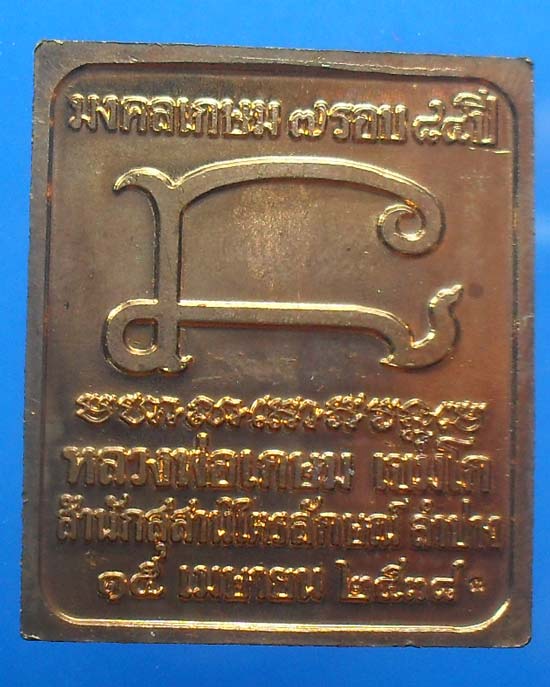 มงคลเกษม ๗ รอบ ๘๔ ปี
หลวงพ่อเกษม เขมโก
สำนักสุสานไตรลักษณ์ ลำปาง
๑๕ เมษายน ๒๕๓๘